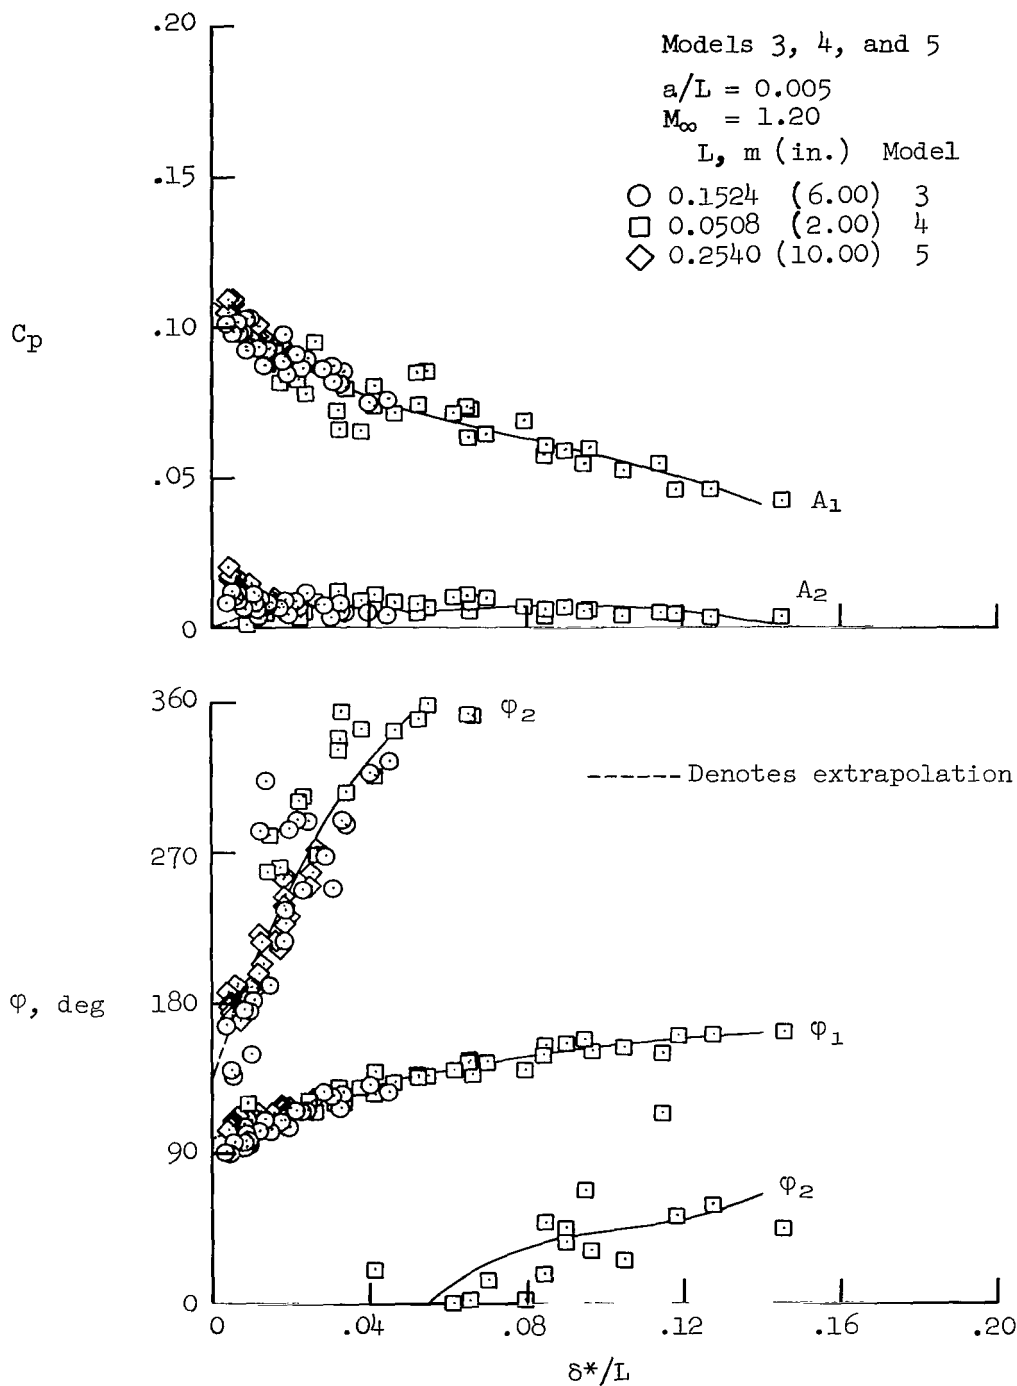 .20
.15
.10
.05
0
Cp
Models 3, 4, and 5
a/L = 0.005
M∞ = 1.20
L, m (in.) Model
0.1524 (6.00) 3
0.0508 (2.00) 4
0.2540 (10.00) 5
A1
A2
360
270
180
90
0
φ, deg
φ2
Denotes extrapolation
φ1
φ2
0 .04 .08 .12 .16 .20
δ*/L